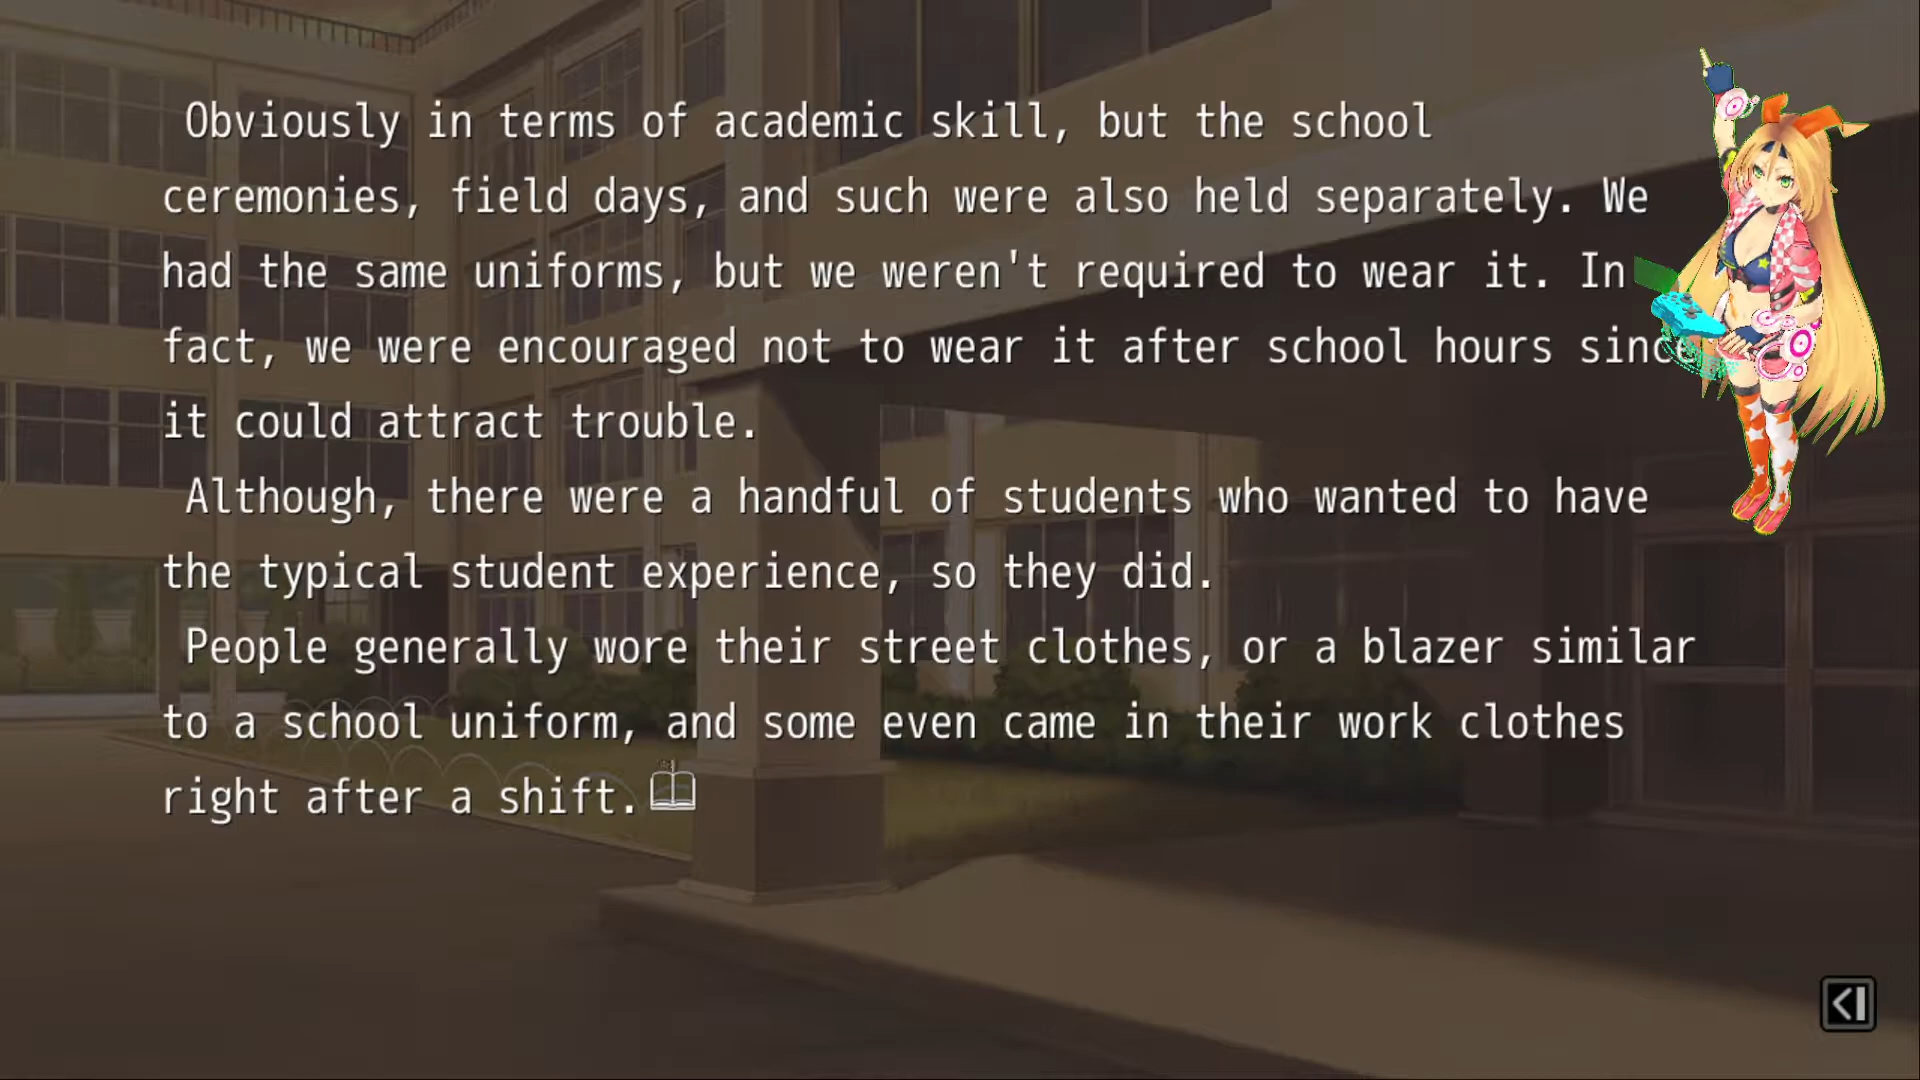 Obviously in terms of academic skill, but the school
ceremonies, field days, and such were also held separately. We
had the same uniforms, but we weren't required to wear it. In
fact, we were encouraged not to wear it after school hours since
it could attract trouble.
Although, there were a handful of students who wanted to have
the typical student experience, so they did.
People generally wore their street clothes, or a blazer similar
to a school uniform, and some even came in their work clothes
right after a shift.